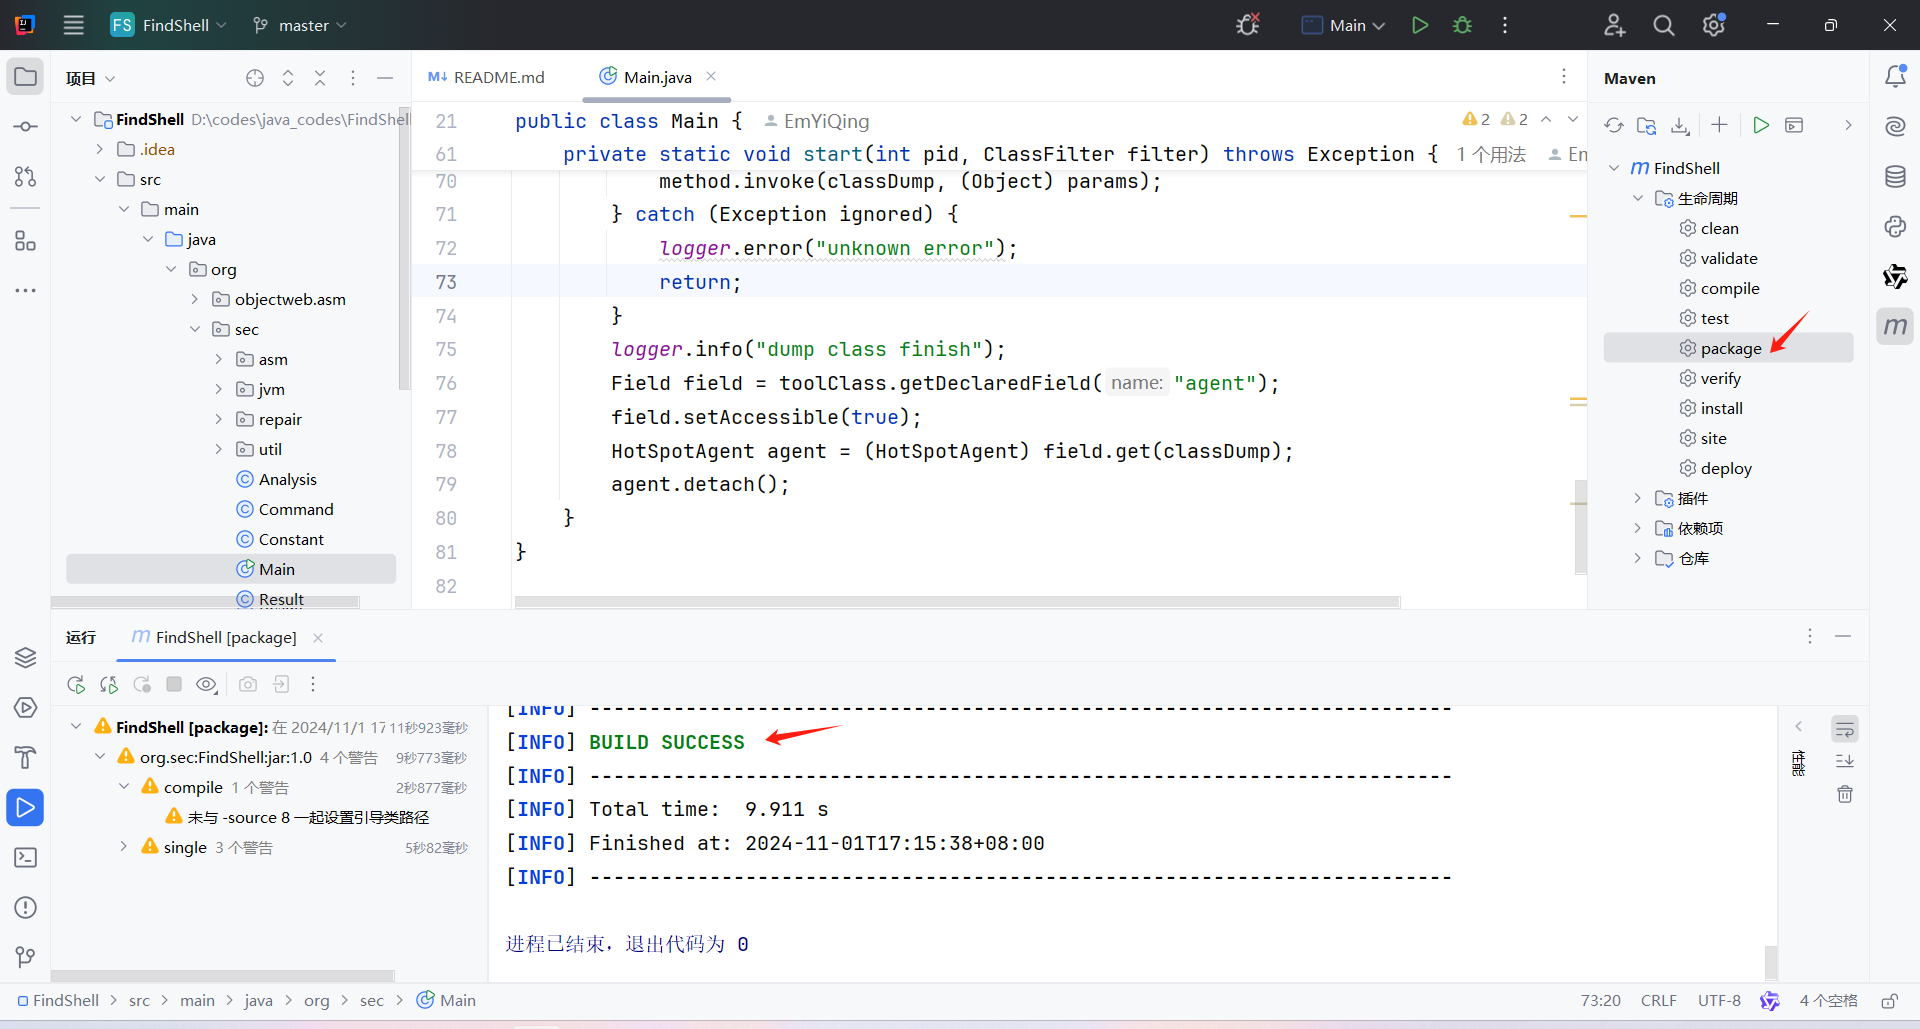 FS FindShell master Main
项目
FindShell D:\codes\java_codes\FindShell
.idea
src
main
java
org
objectweb.asm
sec
asm
jvm
repair
util
Analysis
Command
Constant
Main
Result
M↓ README.md Main.java
21 public class Main { EmYiQing
2 2
61 private static void start(int pid, ClassFilter filter) throws Exception { 1 个用法 Em
70 method.invoke(classDump, (Object) params);
71 } catch (Exception ignored) {
72 logger.error("unknown error");
73 return;
74 }
75 logger.info("dump class finish");
76 Field field = toolClass.getDeclaredField( name: "agent");
77 field.setAccessible(true);
78 HotSpotAgent agent = (HotSpotAgent) field.get(classDump);
79 agent.detach();
80 }
81 }
82
Maven
m FindShell
生命周期
clean
validate
compile
test
package
verify
install
site
deploy
插件
依赖项
仓库
m
运行 m FindShell [package]
FindShell [package]: 在 2024/11/1 17 11秒923毫秒
org.sec:FindShell:jar:1.0 4 个警告 9秒773毫秒
compile 1 个警告 2秒877毫秒
未与 -source 8 一起设置引导类路径
single 3 个警告 5秒82毫秒
[INFO] ------------------------------------------------------------------------
[INFO] BUILD SUCCESS
[INFO] ------------------------------------------------------------------------
[INFO] Total time:  9.911 s
[INFO] Finished at: 2024-11-01T17:15:38+08:00
[INFO] ------------------------------------------------------------------------
进程已结束，退出代码为 0
性能
FindShell > src > main > java > org > sec > Main
73:20 CRLF UTF-8 4 个空格